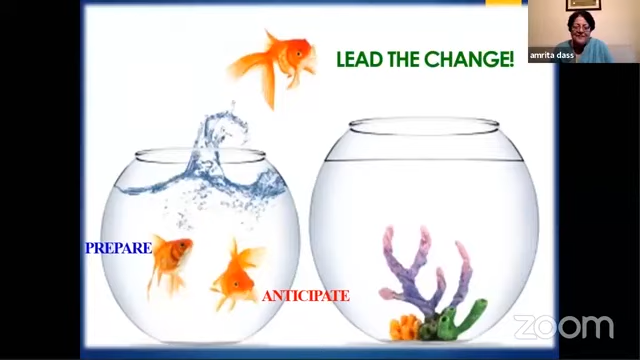 LEAD THE CHANGE!
amrita dass
PREPARE
ANTICIPATE
zoom